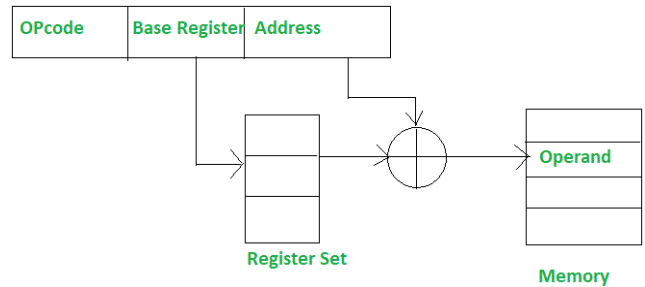 OPcode Base Register Address
Operand
Register Set
Memory